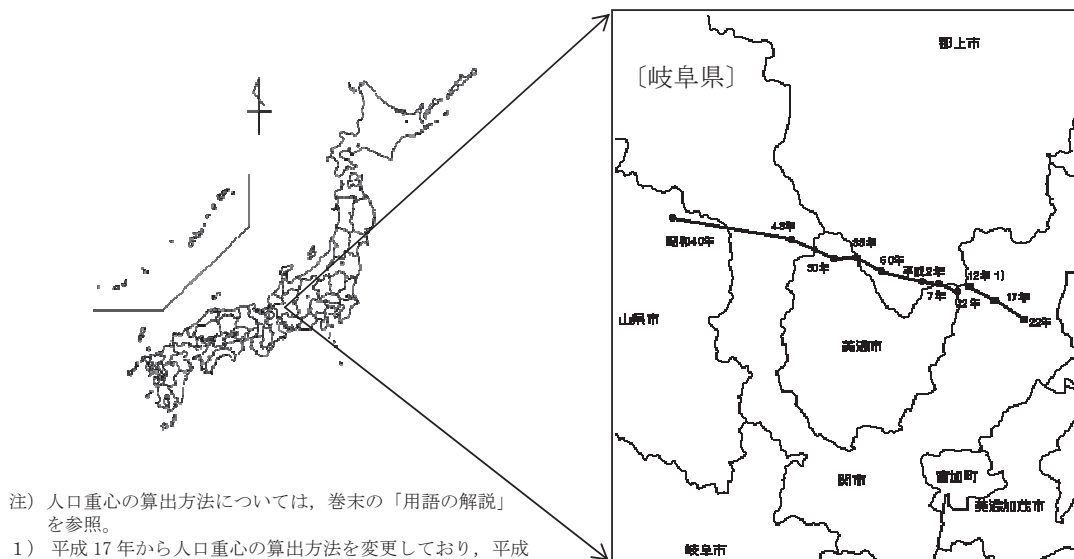 郡上市
〔岐阜県〕
昭和40年
45年
50年
55年
60年
平成2年
7年
12年
12年 1)
17年
22年
山県市
美濃市
関市
富加町
美濃加茂市
岐阜市
注）人口重心の算出方法については，巻末の「用語の解説」
を参照。
1） 平成 17 年から人口重心の算出方法を変更しており，平成